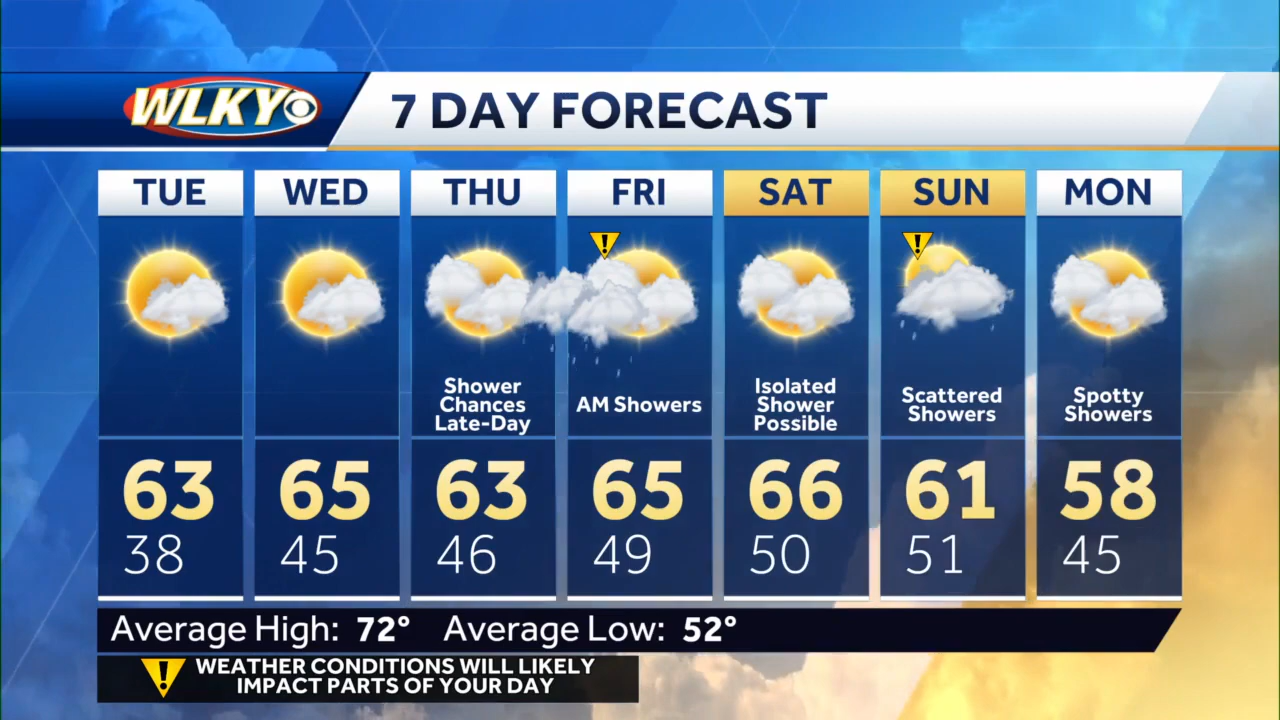 WLKY
7 DAY FORECAST
TUE WED THU FRI SAT SUN MON
Shower
Chances
Late-Day
AM Showers
Isolated
Shower
Possible
Scattered
Showers
Spotty
Showers
63 65 63 65 66 61 58
38 45 46 49 50 51 45
Average High: 72° Average Low: 52°
! WEATHER CONDITIONS WILL LIKELY
IMPACT PARTS OF YOUR DAY